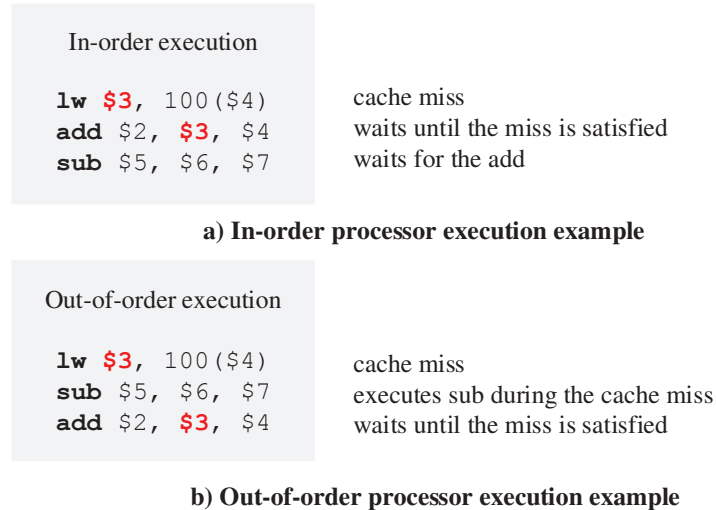 In-order execution
lw $3, 100($4) cache miss
add $2, $3, $4 waits until the miss is satisfied
sub $5, $6, $7 waits for the add
a) In-order processor execution example
Out-of-order execution
lw $3, 100($4) cache miss
sub $5, $6, $7 executes sub during the cache miss
add $2, $3, $4 waits until the miss is satisfied
b) Out-of-order processor execution example